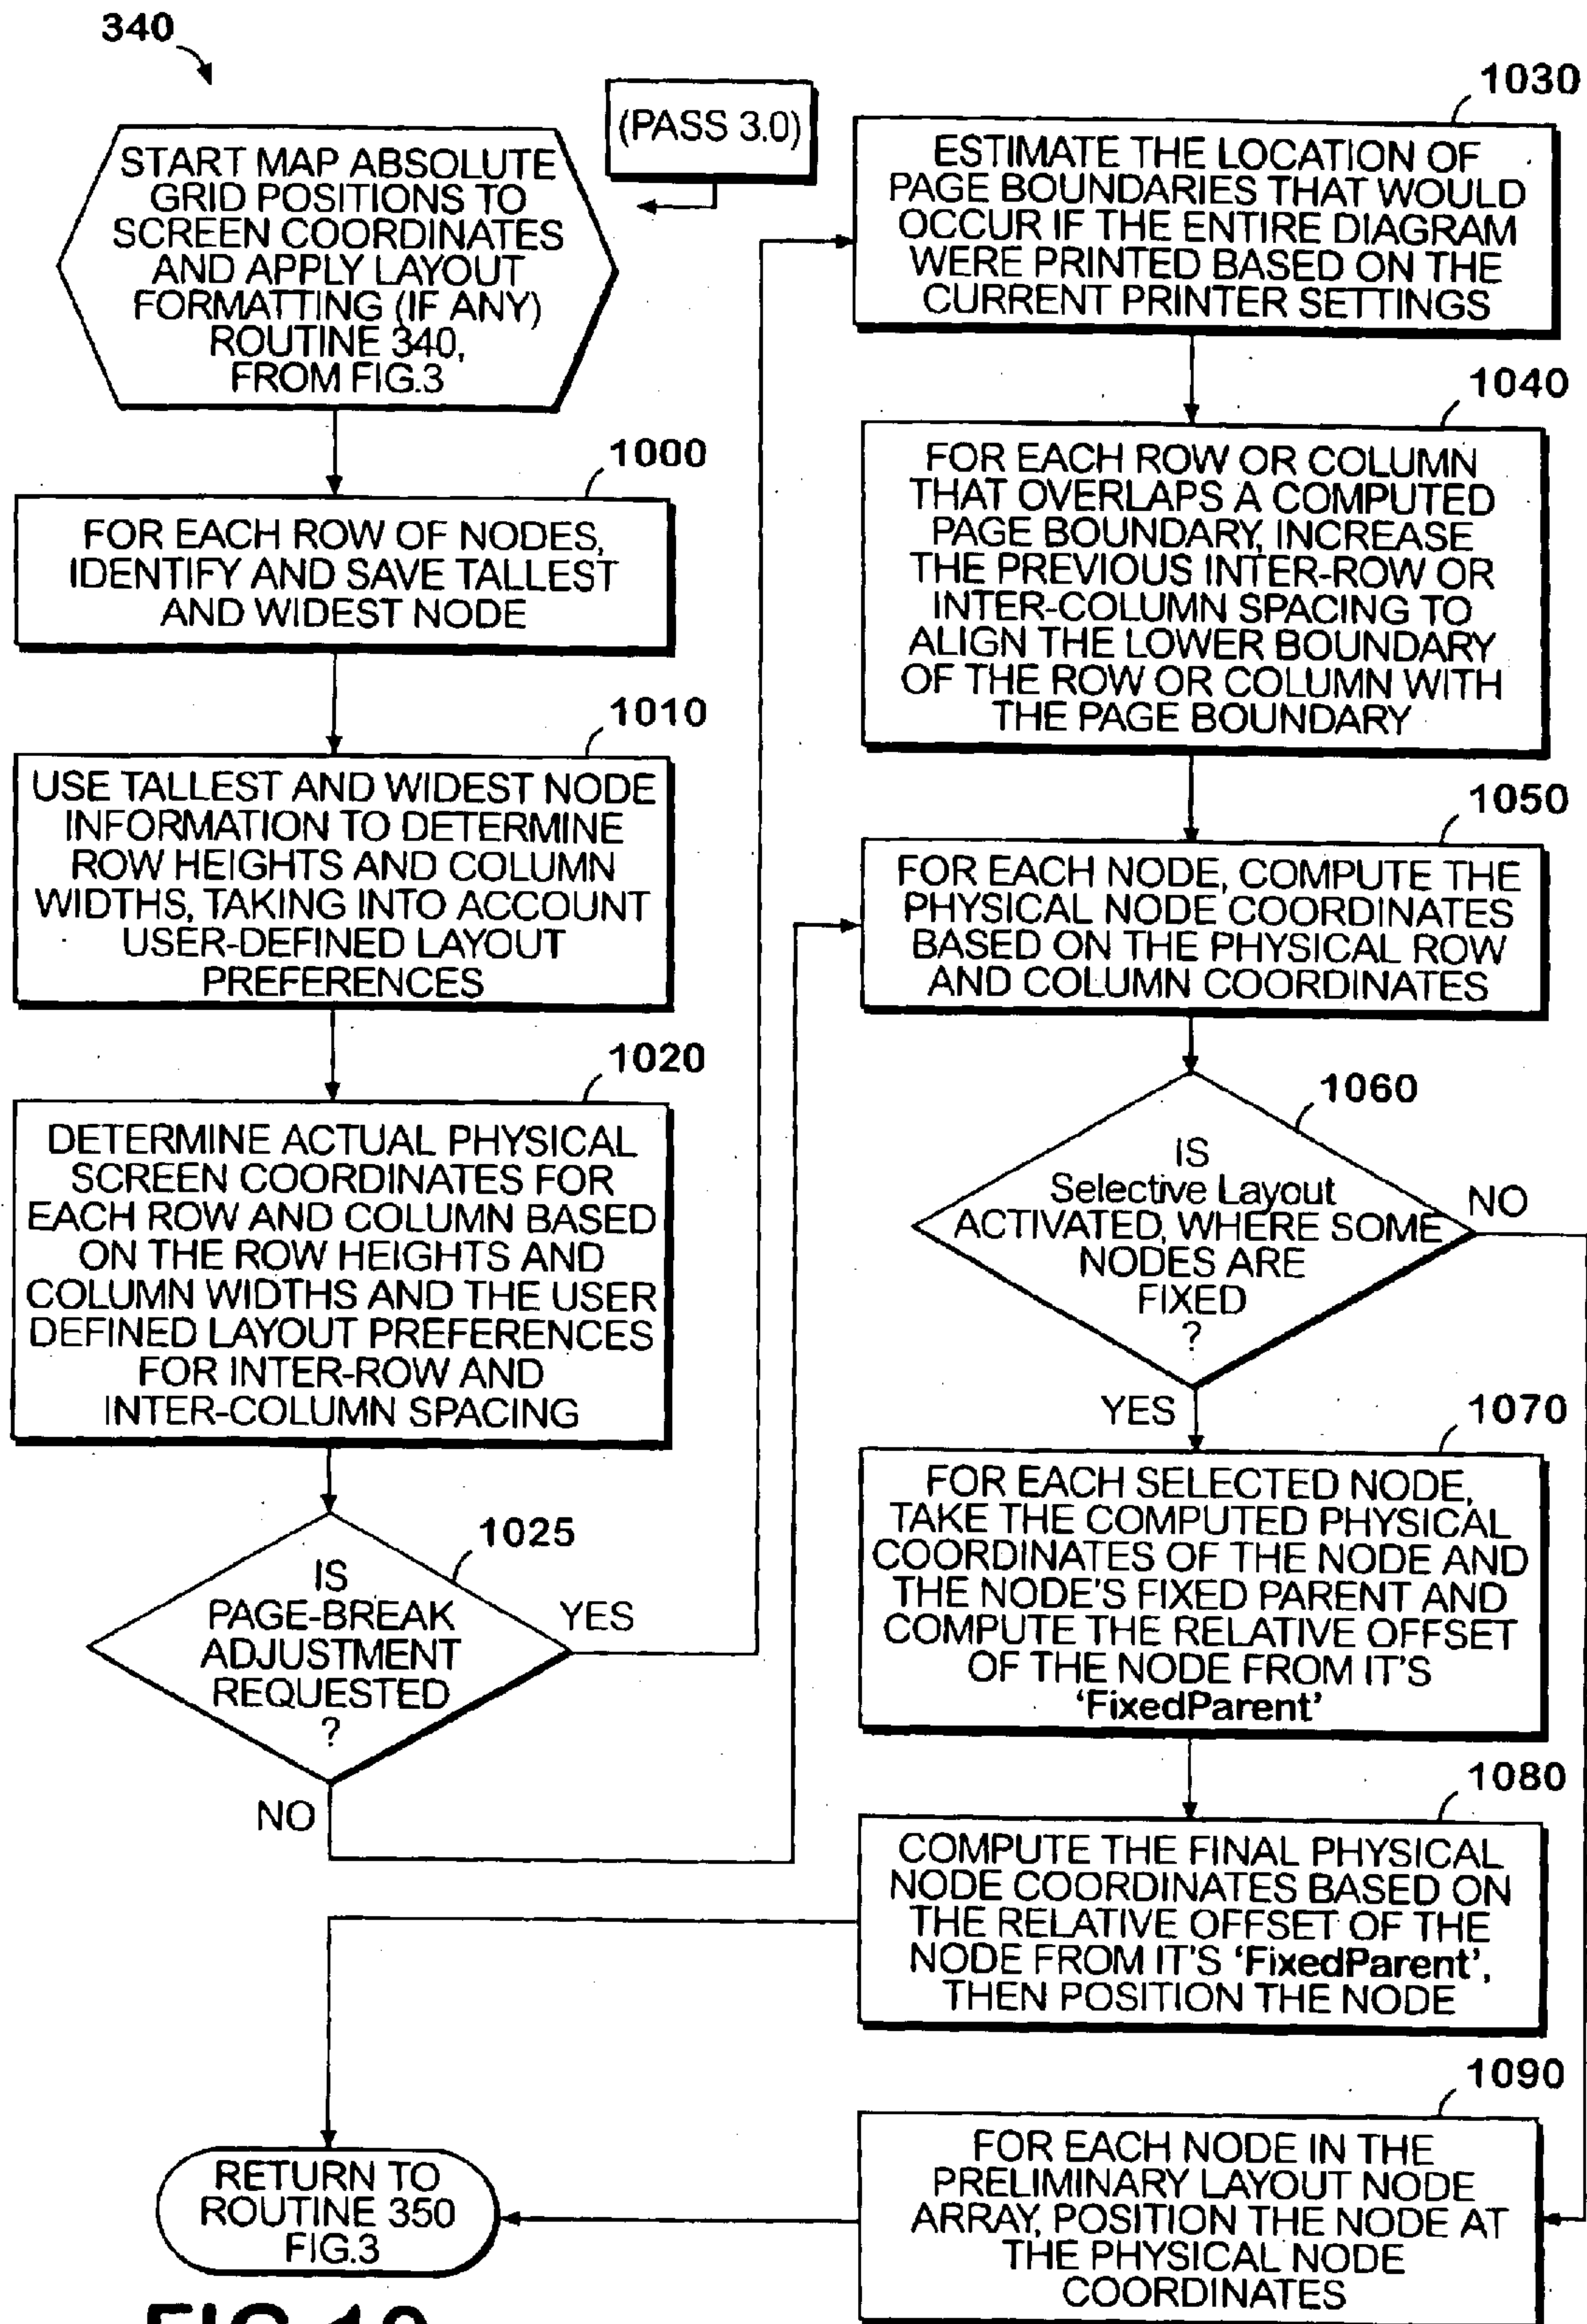 340
(PASS 3.0)
START MAP ABSOLUTE
GRID POSITIONS TO
SCREEN COORDINATES
AND APPLY LAYOUT
FORMATTING (IF ANY)
ROUTINE 340,
FROM FIG.3
1000
FOR EACH ROW OF NODES,
IDENTIFY AND SAVE TALLEST
AND WIDEST NODE
1010
USE TALLEST AND WIDEST NODE
INFORMATION TO DETERMINE
ROW HEIGHTS AND COLUMN
WIDTHS, TAKING INTO ACCOUNT
USER-DEFINED LAYOUT
PREFERENCES
1020
DETERMINE ACTUAL PHYSICAL
SCREEN COORDINATES FOR
EACH ROW AND COLUMN BASED
ON THE ROW HEIGHTS AND
COLUMN WIDTHS AND THE USER
DEFINED LAYOUT PREFERENCES
FOR INTER-ROW AND
INTER-COLUMN SPACING
1025
IS
PAGE-BREAK
ADJUSTMENT
REQUESTED
?
YES
NO
1030
ESTIMATE THE LOCATION OF
PAGE BOUNDARIES THAT WOULD
OCCUR IF THE ENTIRE DIAGRAM
WERE PRINTED BASED ON THE
CURRENT PRINTER SETTINGS
1040
FOR EACH ROW OR COLUMN
THAT OVERLAPS A COMPUTED
PAGE BOUNDARY, INCREASE
THE PREVIOUS INTER-ROW OR
INTER-COLUMN SPACING TO
ALIGN THE LOWER BOUNDARY
OF THE ROW OR COLUMN WITH
THE PAGE BOUNDARY
1050
FOR EACH NODE, COMPUTE THE
PHYSICAL NODE COORDINATES
BASED ON THE PHYSICAL ROW
AND COLUMN COORDINATES
1060
IS
Selective Layout
ACTIVATED, WHERE SOME
NODES ARE
FIXED
?
NO
YES
1070
FOR EACH SELECTED NODE,
TAKE THE COMPUTED PHYSICAL
COORDINATES OF THE NODE AND
THE NODE'S FIXED PARENT AND
COMPUTE THE RELATIVE OFFSET
OF THE NODE FROM IT'S
‘FixedParent’
1080
COMPUTE THE FINAL PHYSICAL
NODE COORDINATES BASED ON
THE RELATIVE OFFSET OF THE
NODE FROM IT'S ‘FixedParent’,
THEN POSITION THE NODE
1090
FOR EACH NODE IN THE
PRELIMINARY LAYOUT NODE
ARRAY, POSITION THE NODE AT
THE PHYSICAL NODE
COORDINATES
RETURN TO
ROUTINE 350
FIG.3